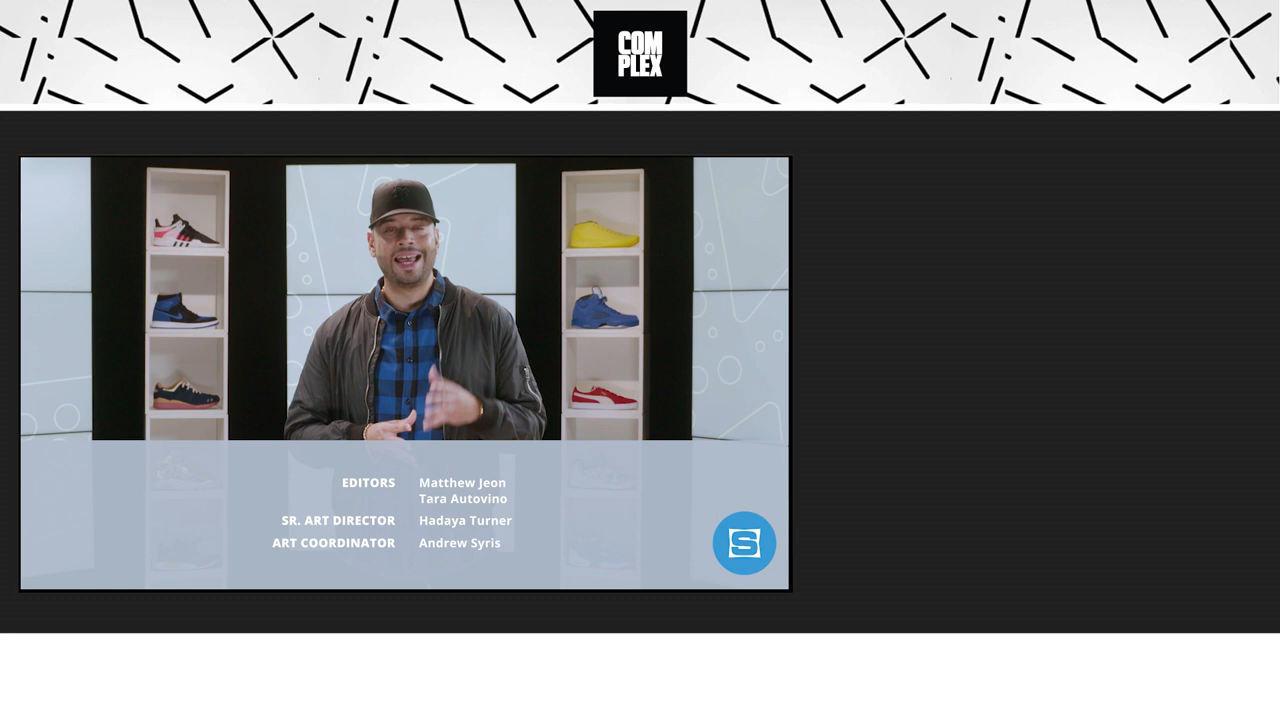 COM
PLEX
EDITORS Matthew Jeon
Tara Autovino
SR. ART DIRECTOR Hadaya Turner
ART COORDINATOR Andrew Syris
S